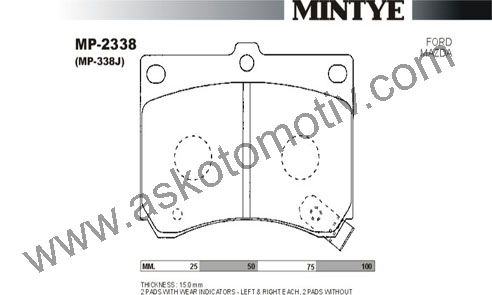 MINTYE
MP-2338
(MP-338J)
FORD
MAZDA
www.askotomotiv.com
MM. 25 50 75 100
THICKNESS : 15.0 mm
2 PADS WITH WEAR INDICATORS - LEFT & RIGHT EACH, 2 PADS WITHOUT